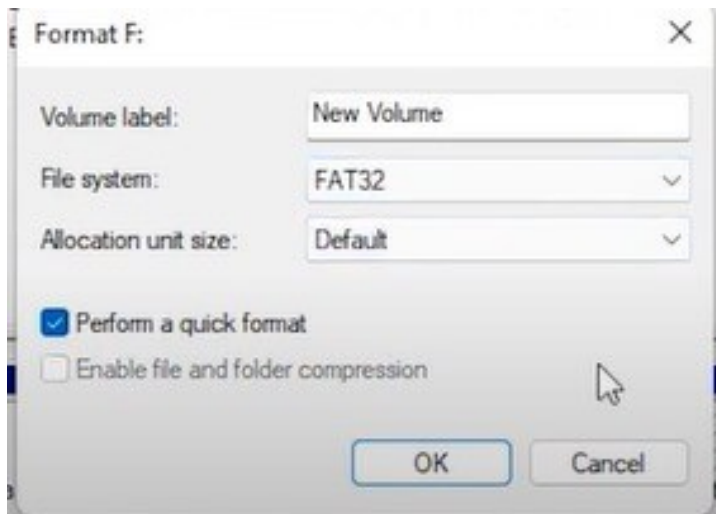 Format F:
Volume label: New Volume
File system: FAT32
Allocation unit size: Default
Perform a quick format
Enable file and folder compression
OK Cancel